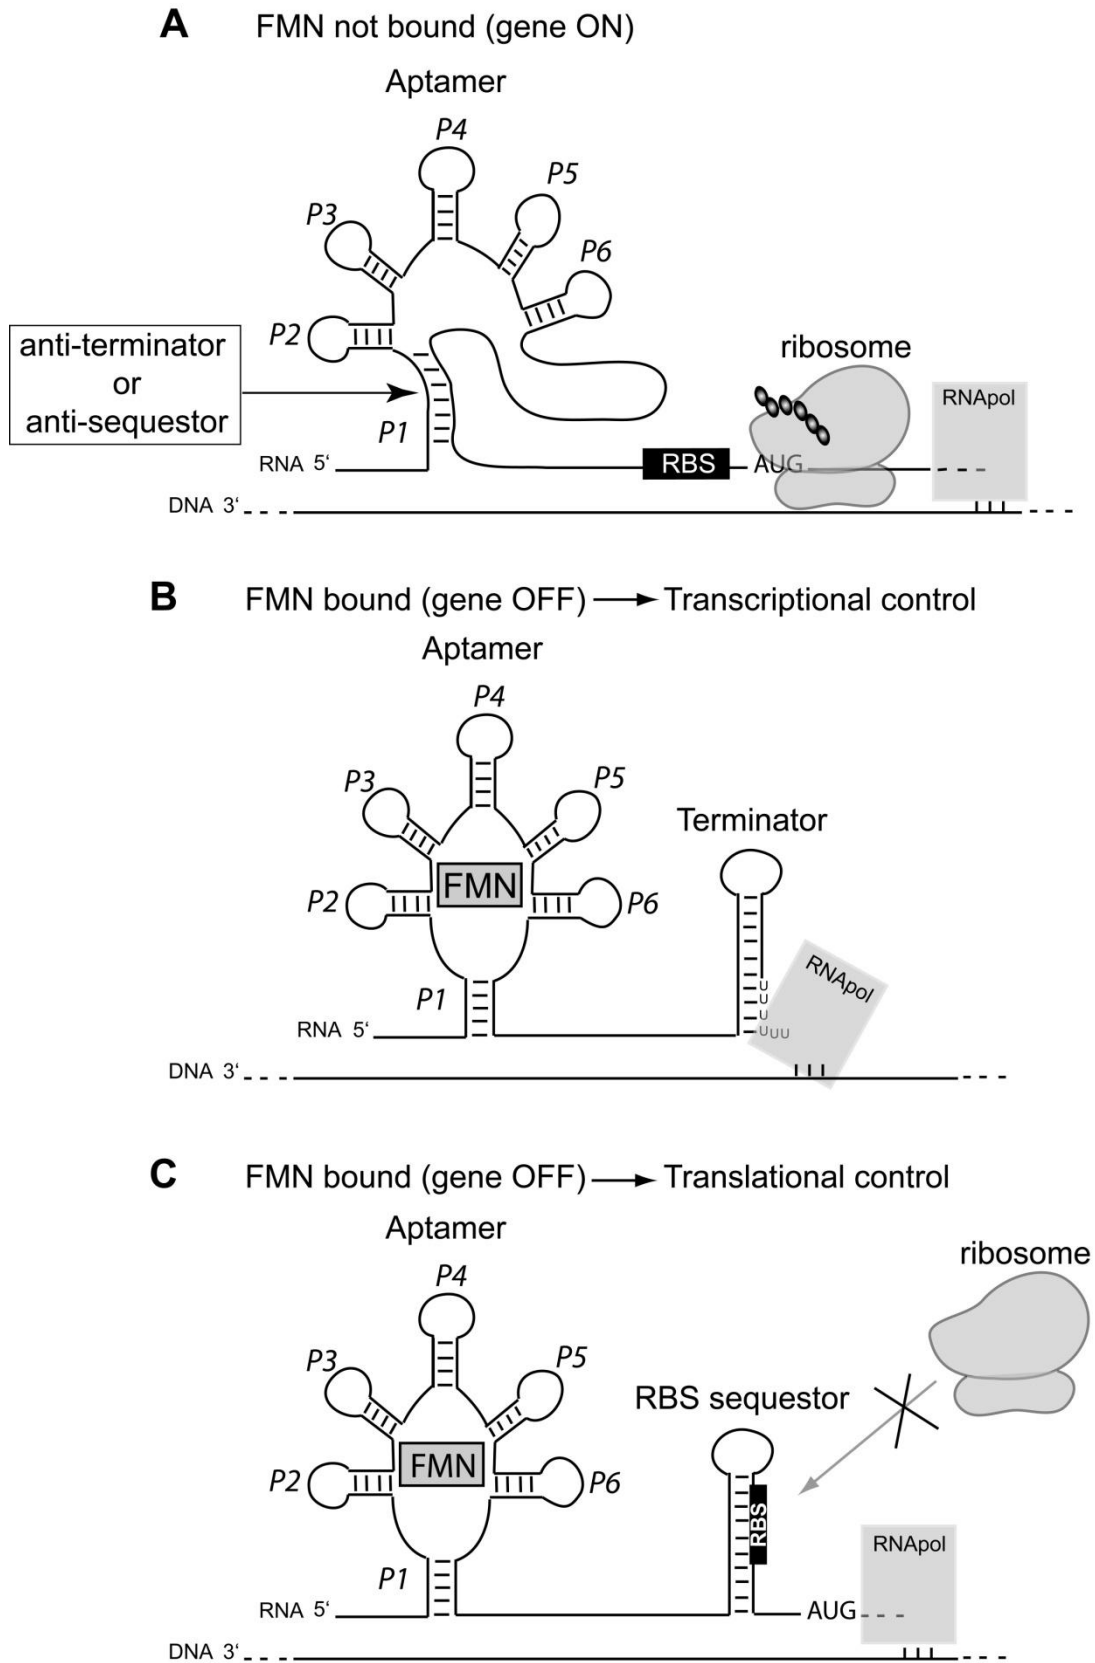 A FMN not bound (gene ON)
Aptamer
P4
P5
P3
P6
P2
anti-terminator
or
anti-sequestor
ribosome
RNApol
P1
RNA 5‘
RBS
AUG
DNA 3‘
B FMN bound (gene OFF) → Transcriptional control
Aptamer
P4
P3
P5
Terminator
FMN
P2
P6
RNApol
P1
U
U
U
UUU
RNA 5‘
DNA 3‘
C FMN bound (gene OFF) → Translational control
Aptamer
ribosome
P4
P3
P5
RBS sequestor
FMN
P2
P6
RBS
RNApol
P1
RNA 5‘
AUG
DNA 3‘